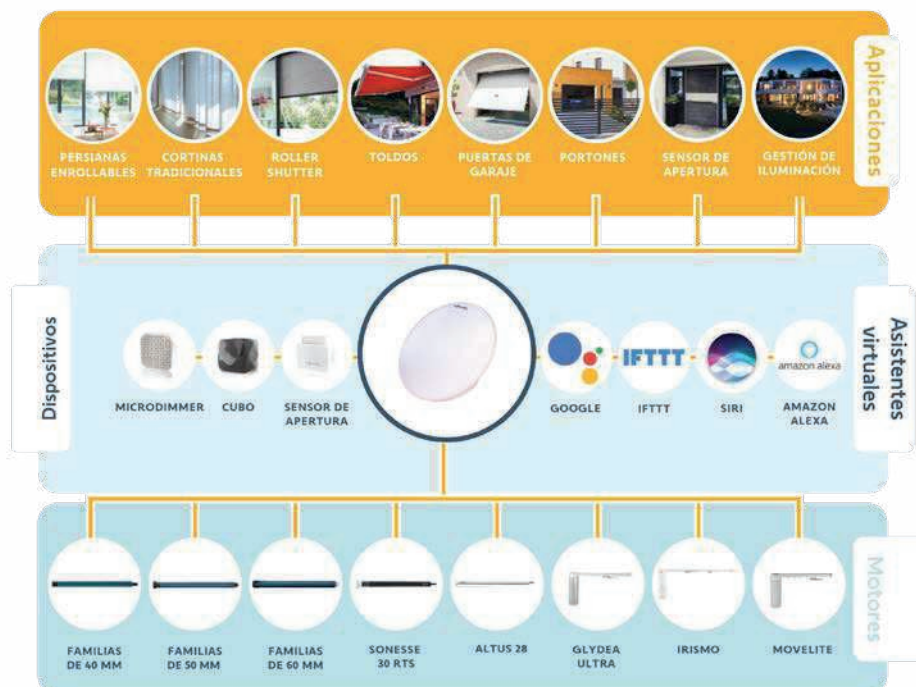 Aplicaciones
PERSIANAS
ENROLLABLES
CORTINAS
TRADICIONALES
ROLLER
SHUTTER
TOLDOS
PUERTAS DE
GARAJE
PORTONES
SENSOR DE
APERTURA
GESTIÓN DE
ILUMINACIÓN
Dispositivos
MICRODIMMER
CUBO
SENSOR DE
APERTURA
IFTTT
amazon alexa
GOOGLE
IFTTT
SIRI
AMAZON
ALEXA
Asistentes
virtuales
FAMILIAS
DE 40 MM
FAMILIAS
DE 50 MM
FAMILIAS
DE 60 MM
SONESSE
30 RTS
ALTUS 28
GLYDEA
ULTRA
IRISMO
MOVELITE
Motores